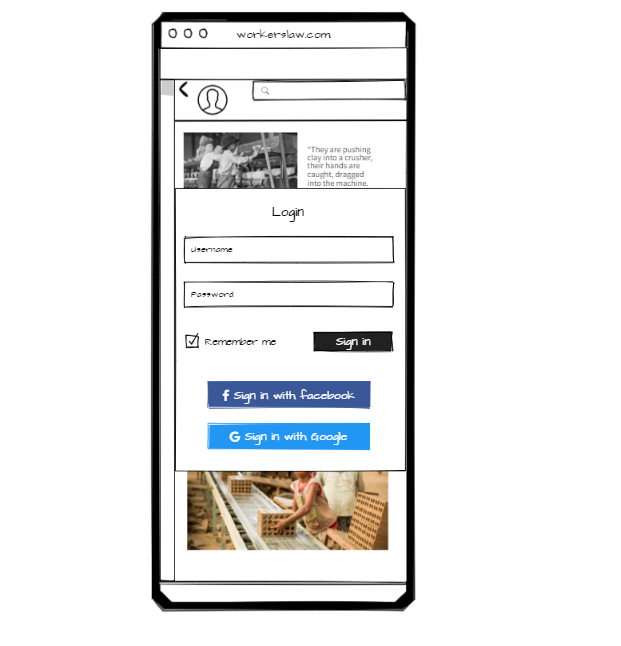 workerslaw.com
"They are pushing
clay into a crusher,
their hands are
caught, dragged
into the machine.
Login
Username
Password
Remember me
Sign in
f Sign in with facebook
G Sign in with Google